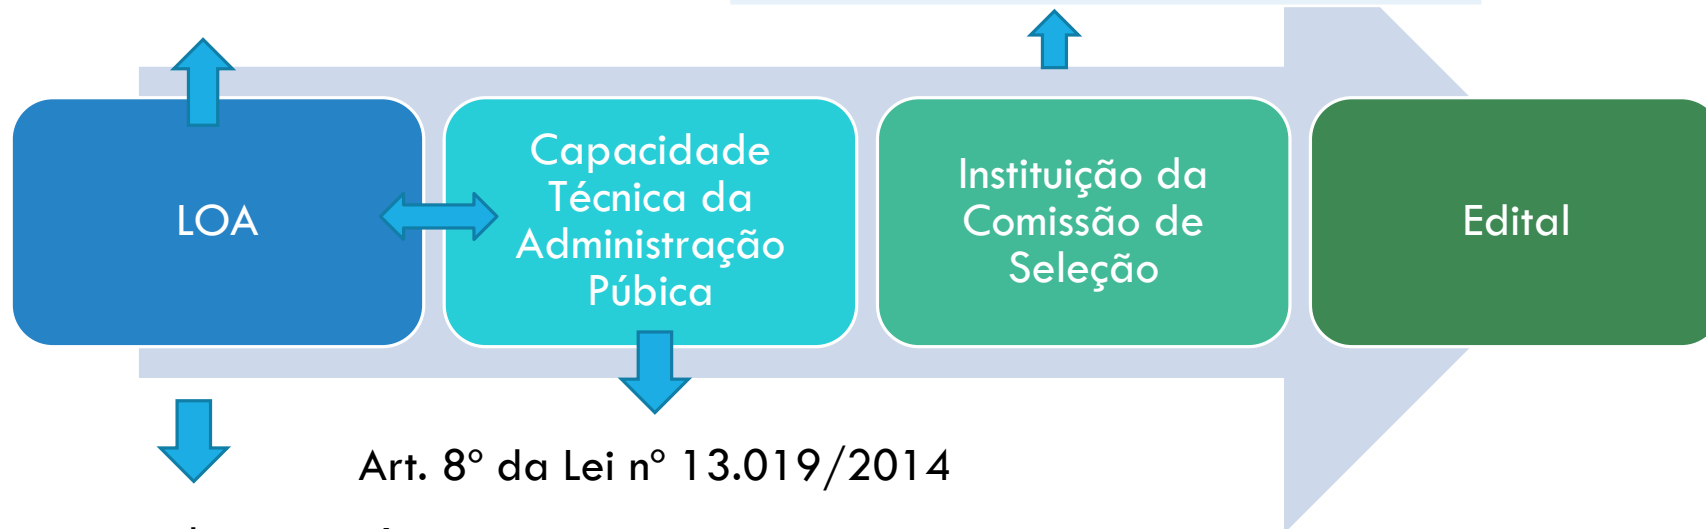 LOA
Capacidade
Técnica da
Administração
Púbica
Instituição da
Comissão de
Seleção
Edital
Art. 8º da Lei nº 13.019/2014